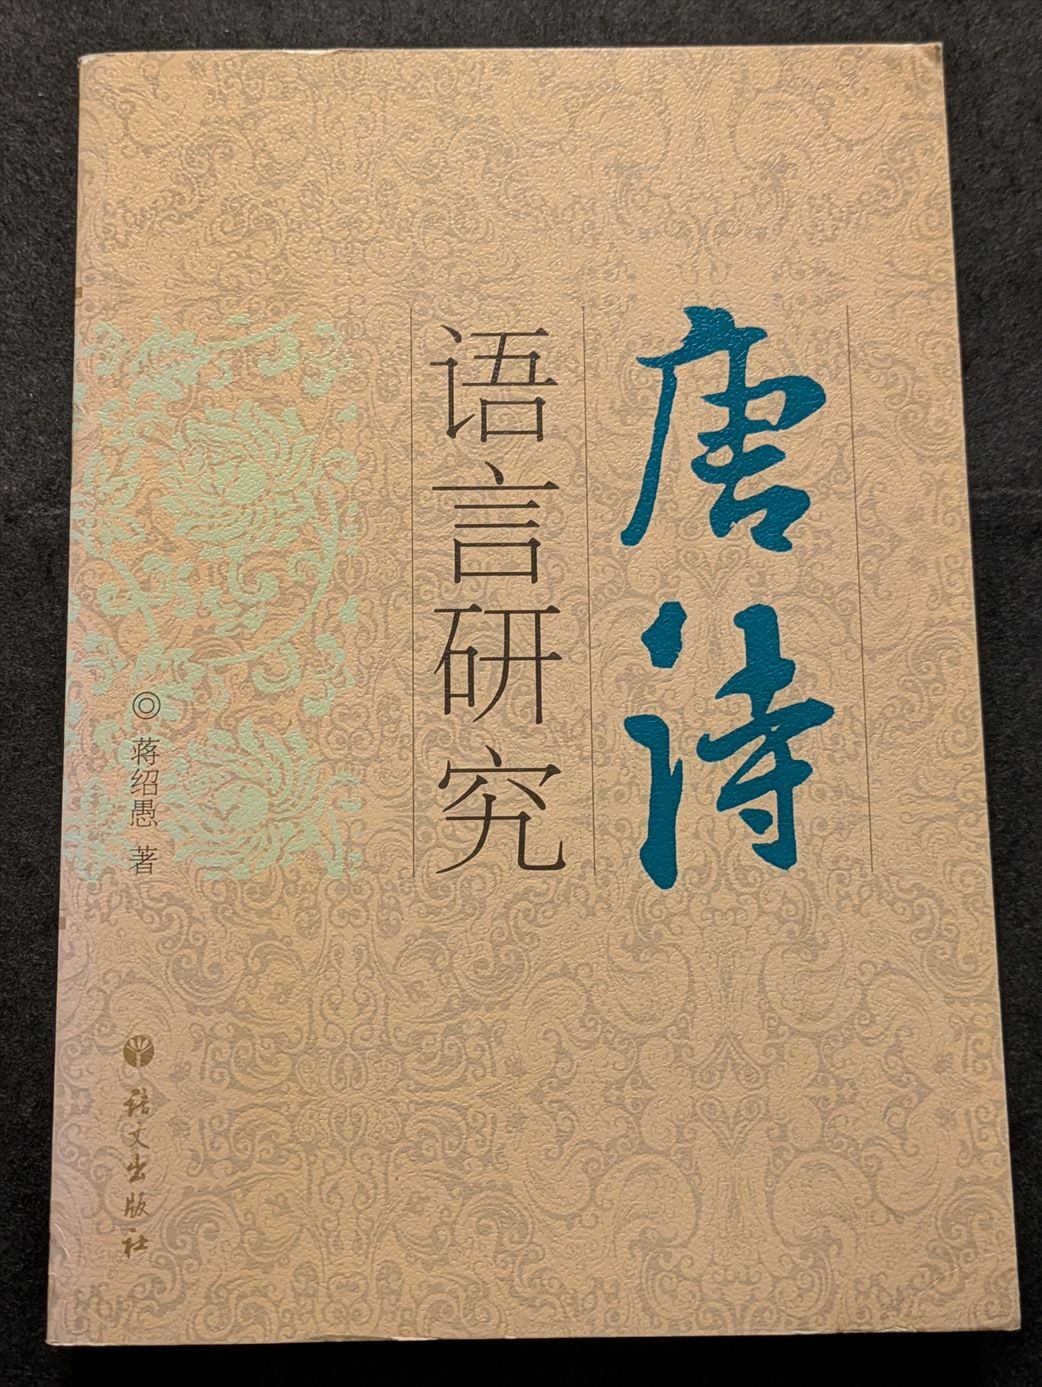 唐诗
语言研究
◎蒋绍愚 著
语文出版社